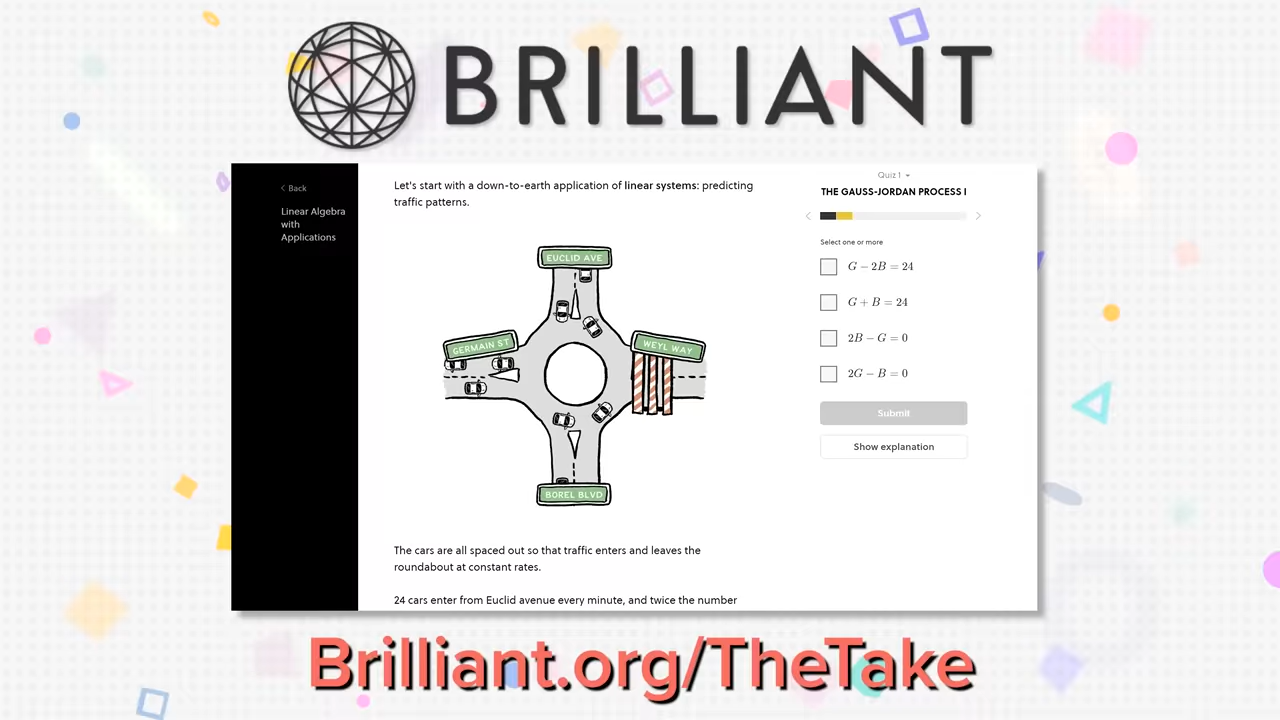 BRILLIANT
Back
Linear Algebra
with
Applications
Let's start with a down-to-earth application of linear systems: predicting
traffic patterns.
EUCLID AVE
GERMAIN ST
WEYL WAY
BOREL BLVD
The cars are all spaced out so that traffic enters and leaves the
roundabout at constant rates.
24 cars enter from Euclid avenue every minute, and twice the number
Quiz 1
THE GAUSS-JORDAN PROCESS I
Select one or more
G − 2B = 24
G + B = 24
2B − G = 0
2G − B = 0
Submit
Show explanation
Brilliant.org/TheTake